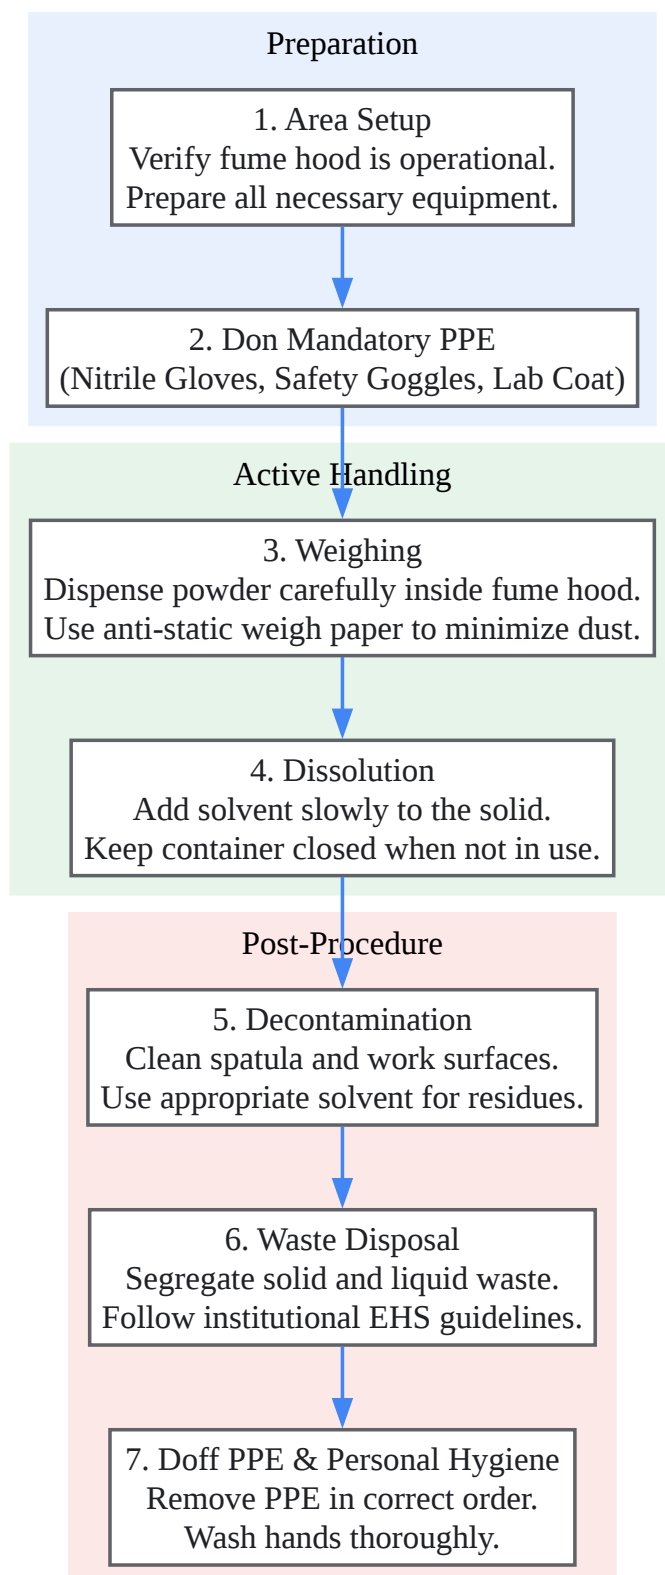 Preparation
1. Area Setup
Verify fume hood is operational.
Prepare all necessary equipment.
2. Don Mandatory PPE
(Nitrile Gloves, Safety Goggles, Lab Coat)
Active Handling
3. Weighing
Dispense powder carefully inside fume hood.
Use anti-static weigh paper to minimize dust.
4. Dissolution
Add solvent slowly to the solid.
Keep container closed when not in use.
Post-Procedure
5. Decontamination
Clean spatula and work surfaces.
Use appropriate solvent for residues.
6. Waste Disposal
Segregate solid and liquid waste.
Follow institutional EHS guidelines.
7. Doff PPE & Personal Hygiene
Remove PPE in correct order.
Wash hands thoroughly.